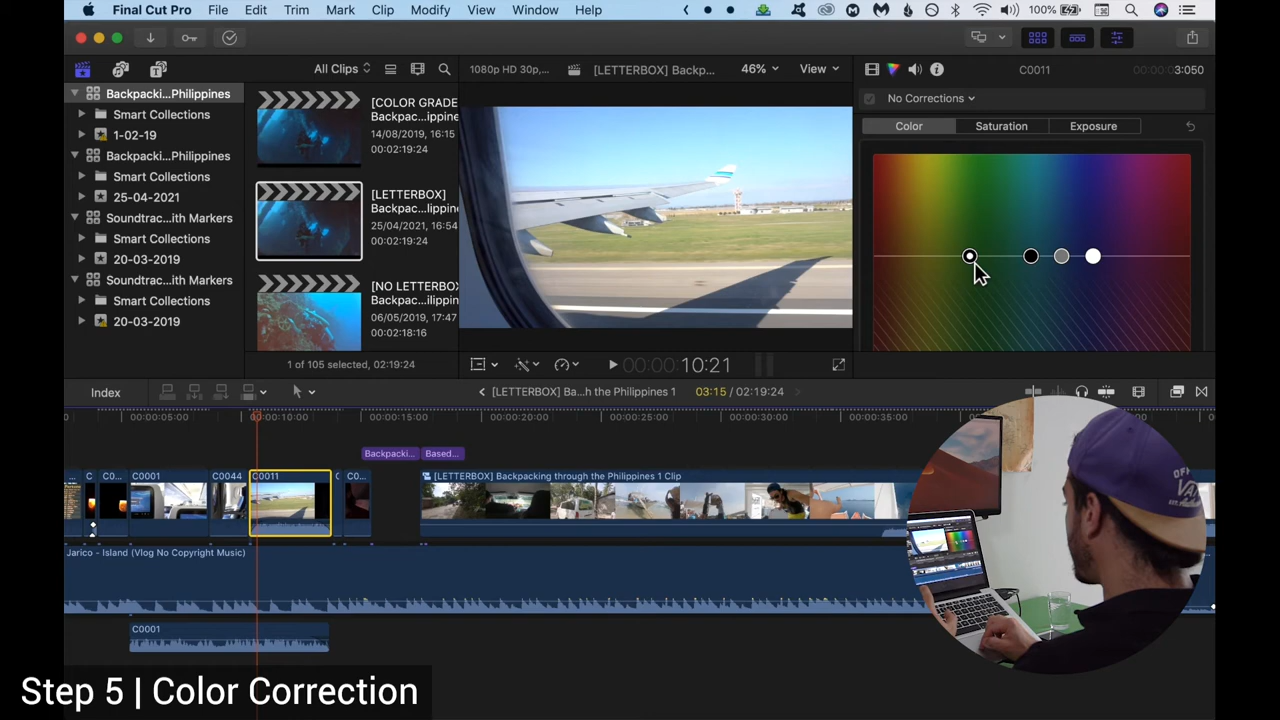 Final Cut Pro File Edit Trim Mark Clip Modify View Window Help 100%
All Clips 1080p HD 30p,... [LETTERBOX] Backp... 46% View C0011 00:00:03:050
Backpacki...Philippines
Smart Collections
1-02-19
Backpacki...Philippines
Smart Collections
25-04-2021
Soundtrac...ith Markers
Smart Collections
20-03-2019
Soundtrac...ith Markers
Smart Collections
20-03-2019
[COLOR GRADE
Backpac...ippine
14/08/2019, 16:15
00:02:19:24
[LETTERBOX]
Backpac...lippine
25/04/2021, 16:54
00:02:19:24
[NO LETTERBO
Backpac...ilippin
06/05/2019, 17:47
00:02:18:16
1 of 105 selected, 02:19:24
00:00:00:10:21
No Corrections
Color Saturation Exposure
Index [LETTERBOX] Ba...h the Philippines 1 03:15 / 02:19:24
00:00:05:00 00:00:10:00 00:00:15:00 00:00:20:00 00:00:25:00 00:00:30:00 00:00:35:00
Backpacki... Based...
... C C0... C0001 C0044 C0011 C C0... [LETTERBOX] Backpacking through the Philippines 1 Clip
Jarico - Island (Vlog No Copyright Music)
C0001
Step 5 | Color Correction